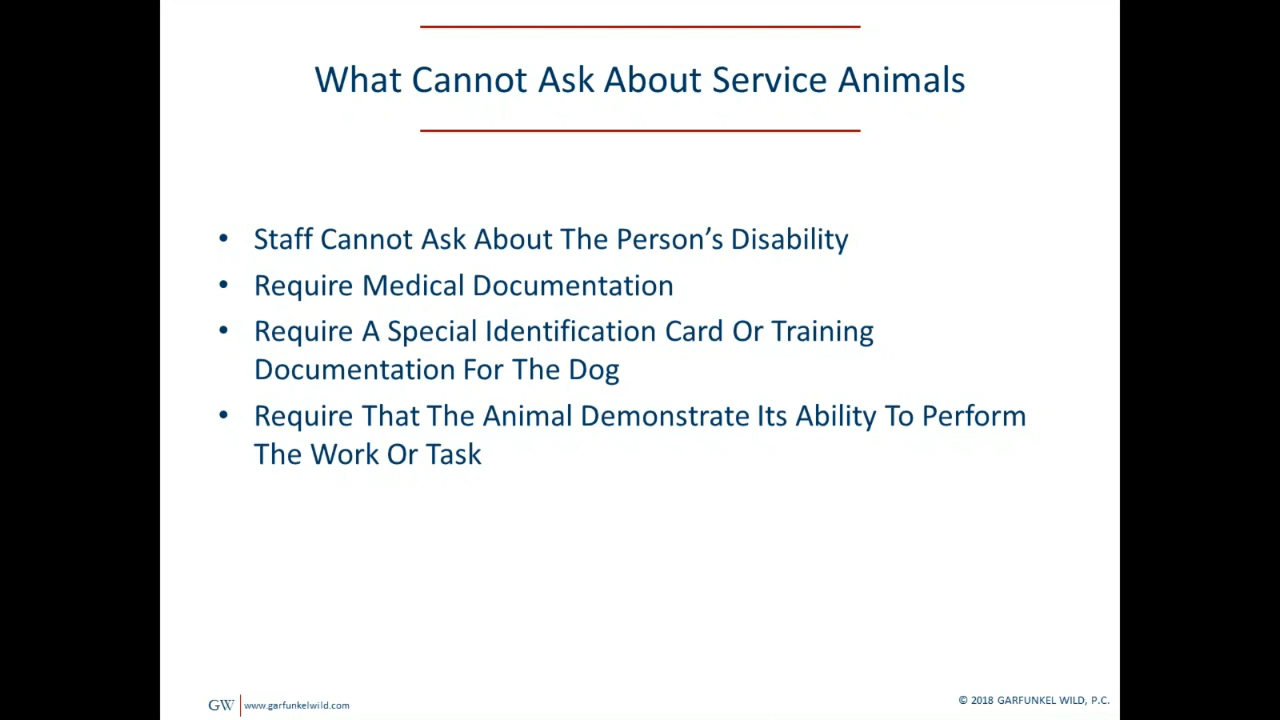 What Cannot Ask About Service Animals
• Staff Cannot Ask About The Person’s Disability
• Require Medical Documentation
• Require A Special Identification Card Or Training
Documentation For The Dog
• Require That The Animal Demonstrate Its Ability To Perform
The Work Or Task
GW www.garfunkelwild.com
© 2018 GARFUNKEL WILD, P.C.